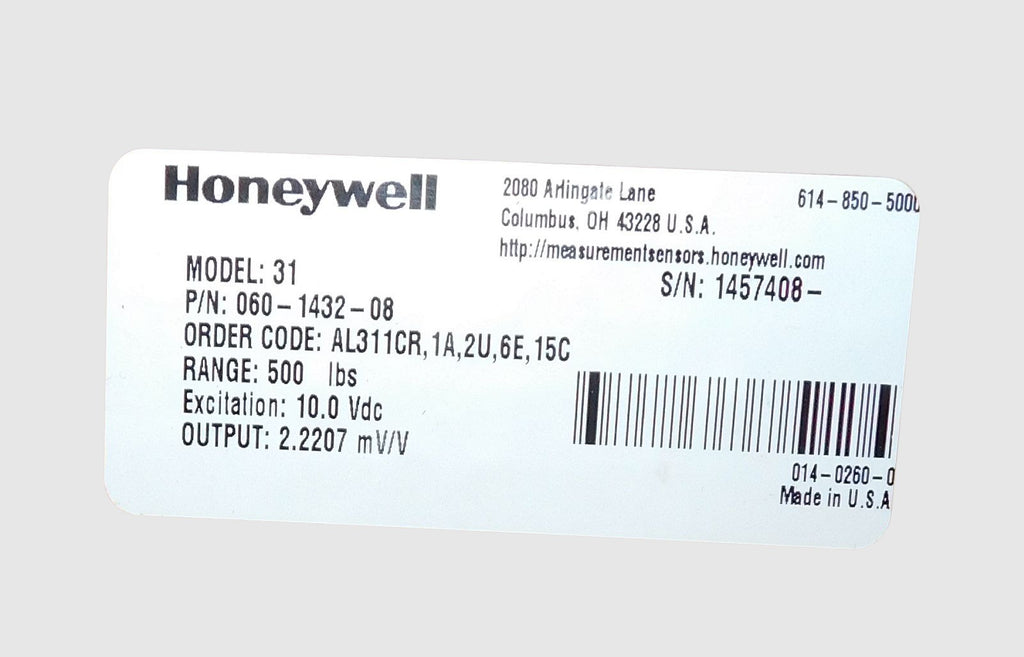 Honeywell
2080 Arlingate Lane
Columbus, OH 43228 U.S.A.
http://measurementsensors.honeywell.com
614-850-5000
S/N: 1457408-
MODEL: 31
P/N: 060-1432-08
ORDER CODE: AL311CR,1A,2U,6E,15C
RANGE: 500 lbs
Excitation: 10.0 Vdc
OUTPUT: 2.2207 mV/V
014-0260-0
Made in U.S.A